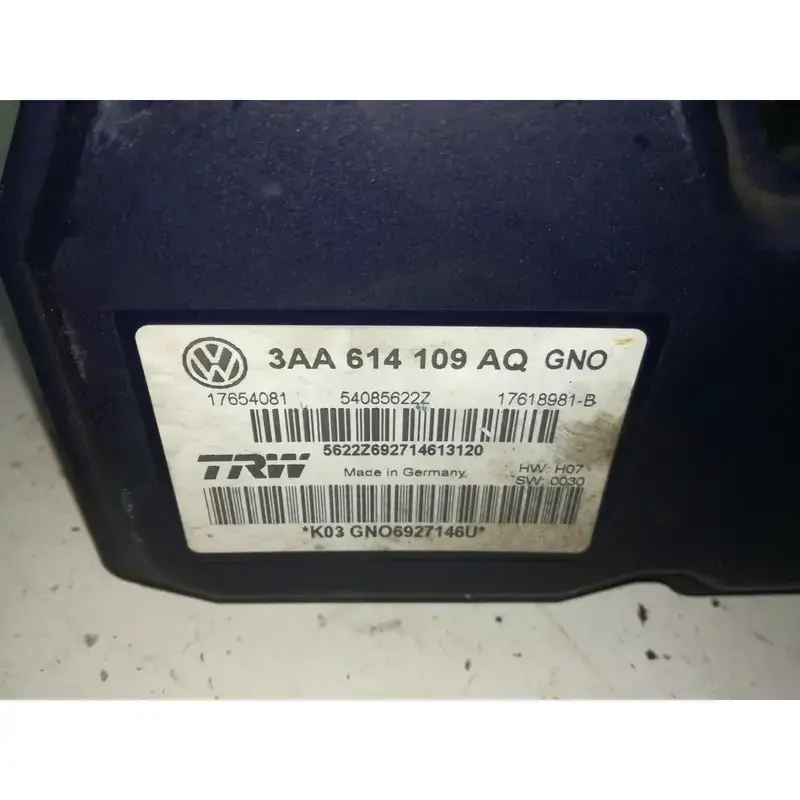 3AA 614 109 AQ GNO
17654081 54085622Z 17618981-B
5622Z692714613120
TRW Made in Germany HW: H07
SW: 0030
*K03 GNO6927146U*